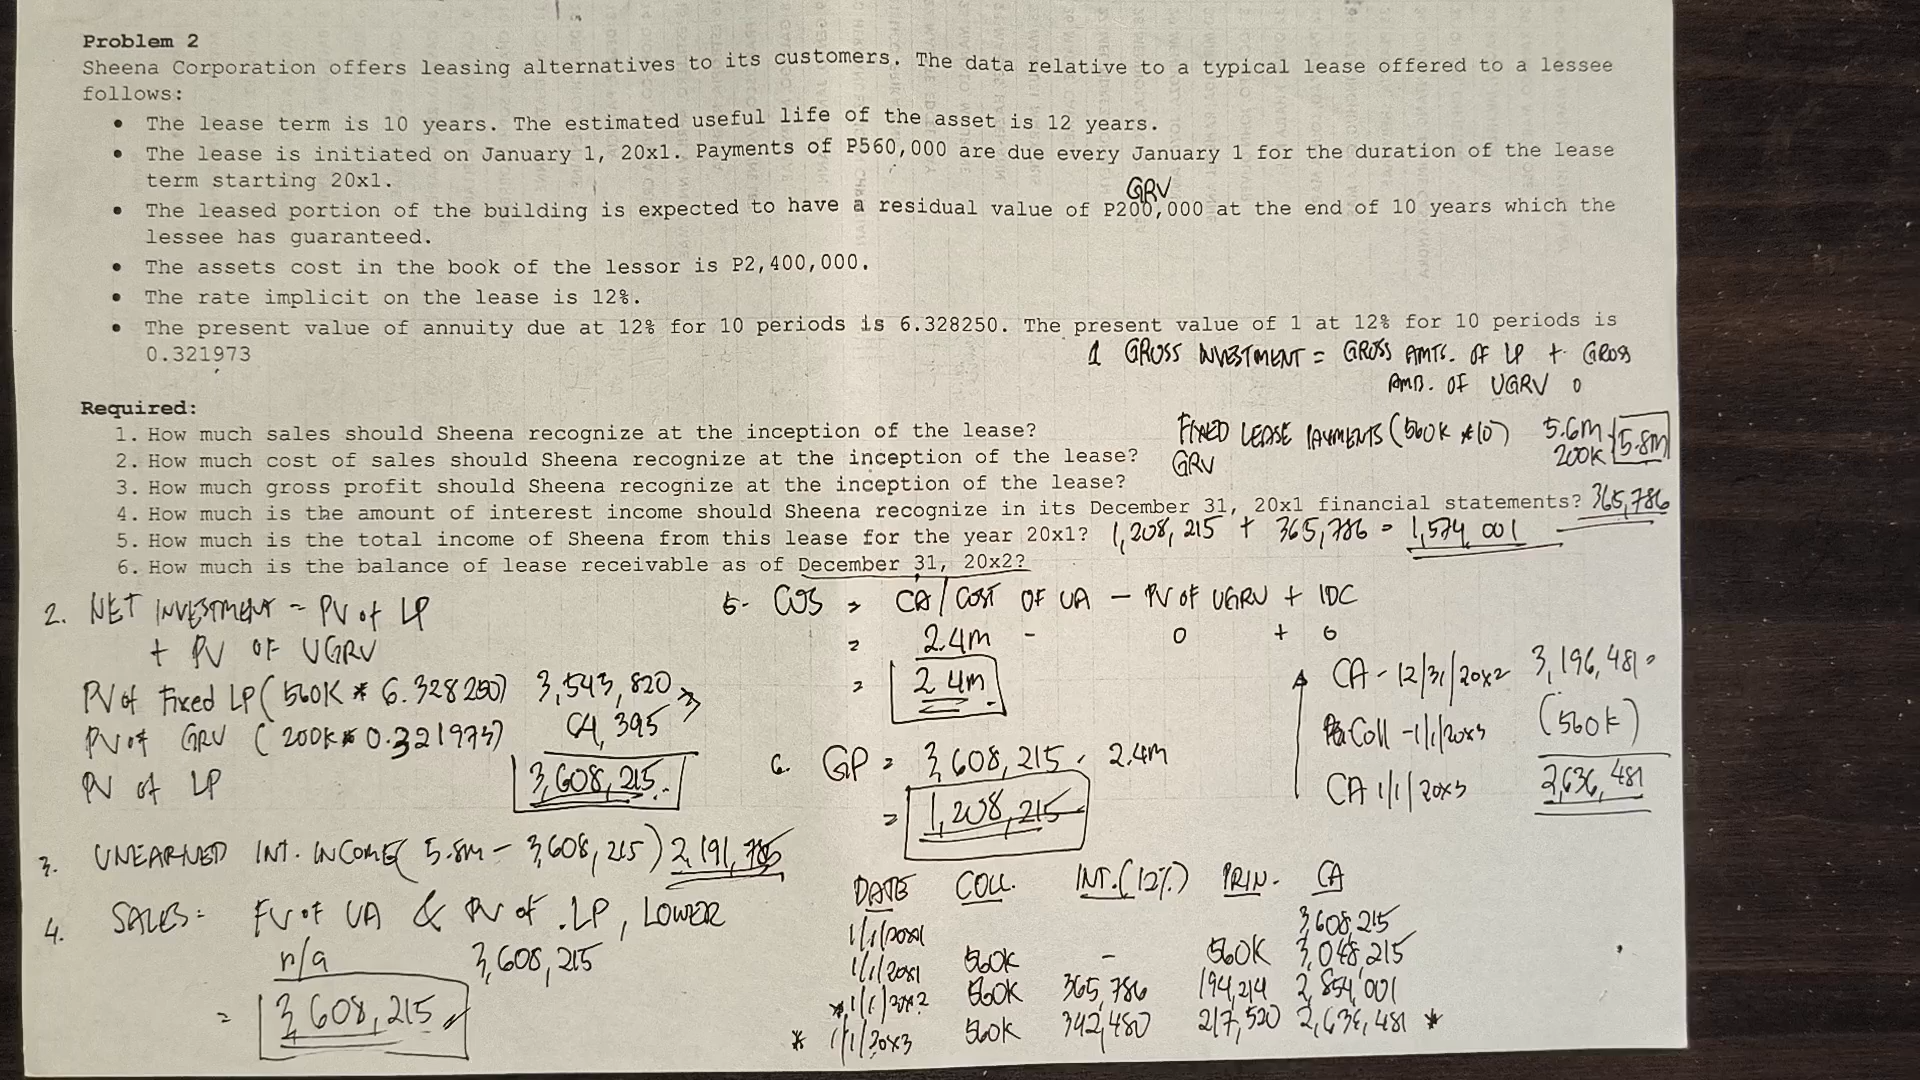 Problem 2
Sheena Corporation offers leasing alternatives to its customers. The data relative to a typical lease offered to a lessee
follows:
• The lease term is 10 years. The estimated useful life of the asset is 12 years.
• The lease is initiated on January 1, 20x1. Payments of P560,000 are due every January 1 for the duration of the lease
term starting 20x1.
GRV
• The leased portion of the building is expected to have a residual value of P200,000 at the end of 10 years which the
lessee has guaranteed.
• The assets cost in the book of the lessor is P2,400,000.
• The rate implicit on the lease is 12%.
• The present value of annuity due at 12% for 10 periods is 6.328250. The present value of 1 at 12% for 10 periods is
0.321973
1 GROSS INVESTMENT = GROSS AMTS. OF LP + GROSS
AMTS. OF UGRV 0
FIXED LEASE PAYMENTS (560K * 10) 5.6m
GRV 200K 5.8m
Required:
1. How much sales should Sheena recognize at the inception of the lease?
2. How much cost of sales should Sheena recognize at the inception of the lease?
3. How much gross profit should Sheena recognize at the inception of the lease?
4. How much is the amount of interest income should Sheena recognize in its December 31, 20x1 financial statements? 365,786
5. How much is the total income of Sheena from this lease for the year 20x1? 1,208,215 + 365,786 = 1,574,001
6. How much is the balance of lease receivable as of December 31, 20x2?
2. NET INVESTMENT = PV of LP
+ PV OF UGRV
PV of Fixed LP (560K * 6.328250) 3,543,820
PV of GRV (200K * 0.321973) 64,395
PV of LP 3,608,215
3. UNEARNED INT. INCOME (5.8m - 3,608,215) 2,191,785
4. SALES = FV of UA & PV of LP, LOWER
n/a 3,608,215
= 3,608,215
5. COS = CA / COST OF UA - PV OF UGRV + IDC
= 2.4m - 0 + 0
= 2.4m
6. GP = 3,608,215 - 2.4m
= 1,208,215
CA - 12/31/20x2 3,196,481
Coll - 1/1/20x3 (560K)
CA 1/1/20x3 2,636,481
DATE COLL. INT. (12%) PRIN. CA
1/1/20x1 3,608,215
1/1/20x1 560K - 560K 3,048,215
* 1/1/20x2 560K 365,786 194,214 2,854,001
* 1/1/20x3 560K 342,480 217,520 2,636,481 *